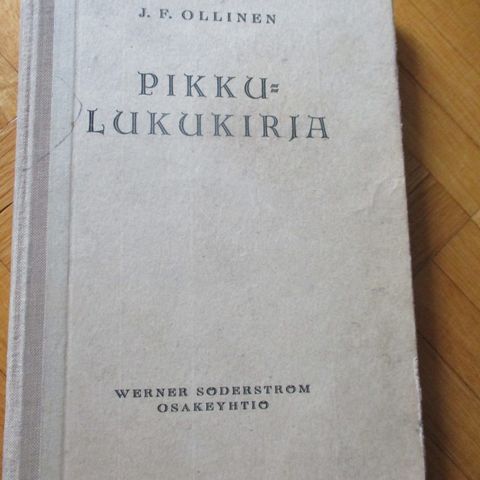 J. F. OLLINEN
PIKKU=
LUKUKIRJA
WERNER SÖDERSTRÖM
OSAKEYHTIÖ